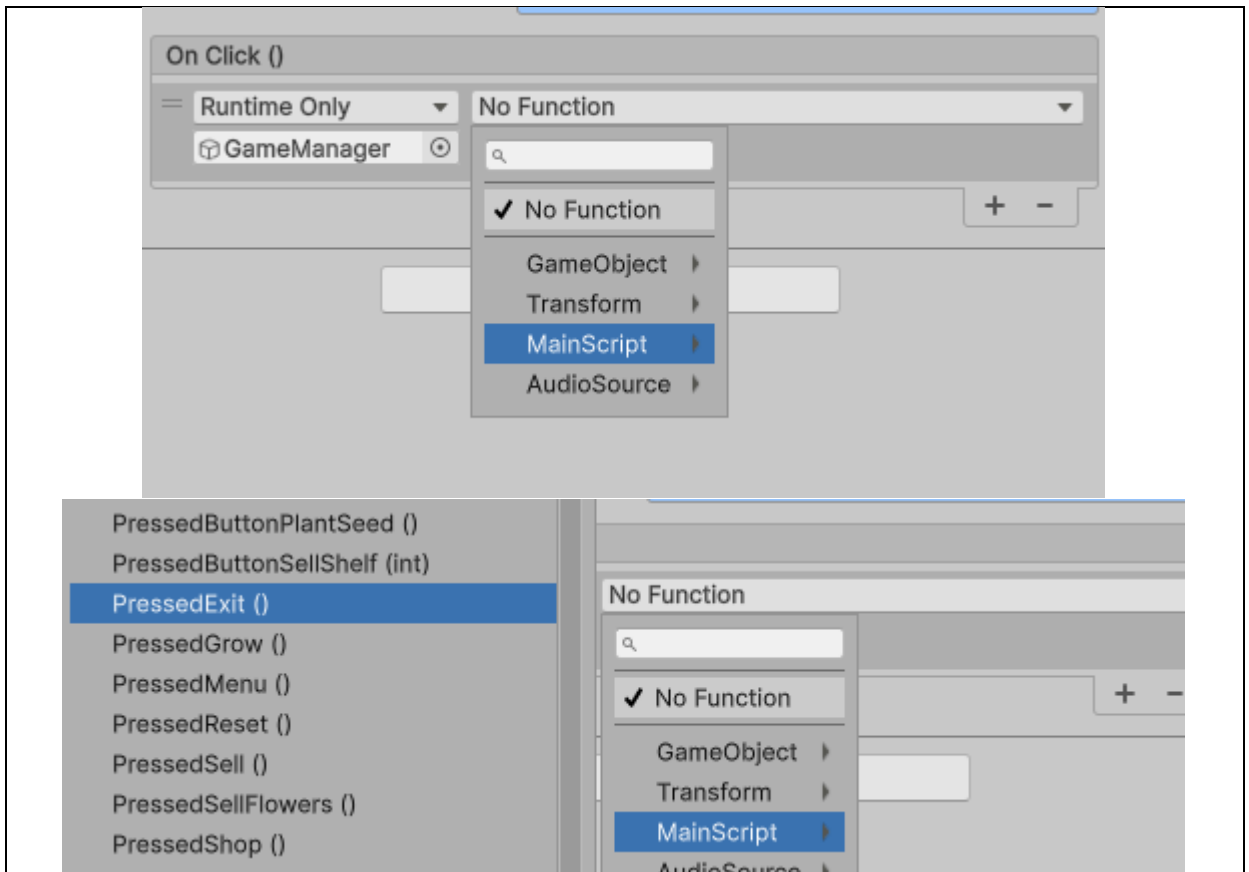 On Click ()
Runtime Only
No Function
GameManager
No Function
GameObject
Transform
MainScript
AudioSource
PressedButtonPlantSeed ()
PressedButtonSellShelf (int)
PressedExit ()
PressedGrow ()
PressedMenu ()
PressedReset ()
PressedSell ()
PressedSellFlowers ()
PressedShop ()
No Function
No Function
GameObject
Transform
MainScript
AudioSource